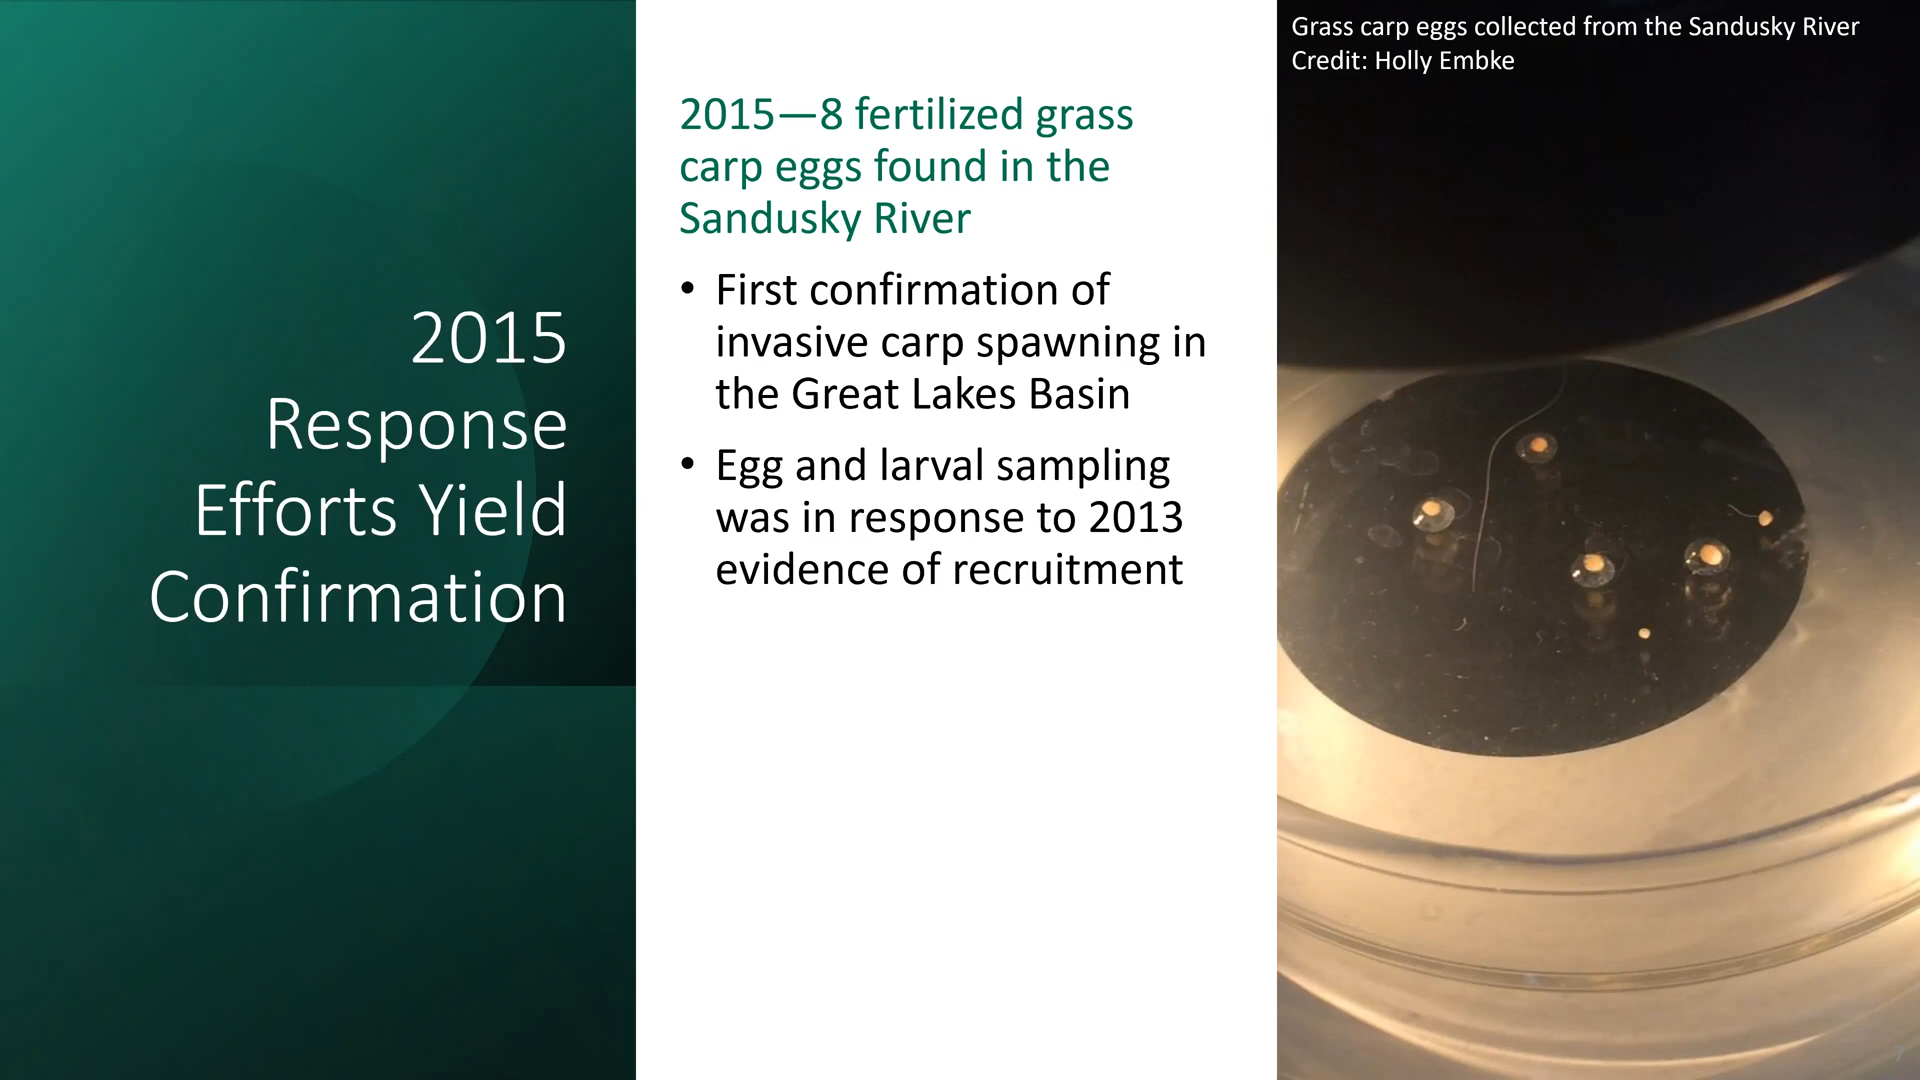 2015
Response
Efforts Yield
Confirmation
2015—8 fertilized grass
carp eggs found in the
Sandusky River
• First confirmation of
invasive carp spawning in
the Great Lakes Basin
• Egg and larval sampling
was in response to 2013
evidence of recruitment
Grass carp eggs collected from the Sandusky River
Credit: Holly Embke
7